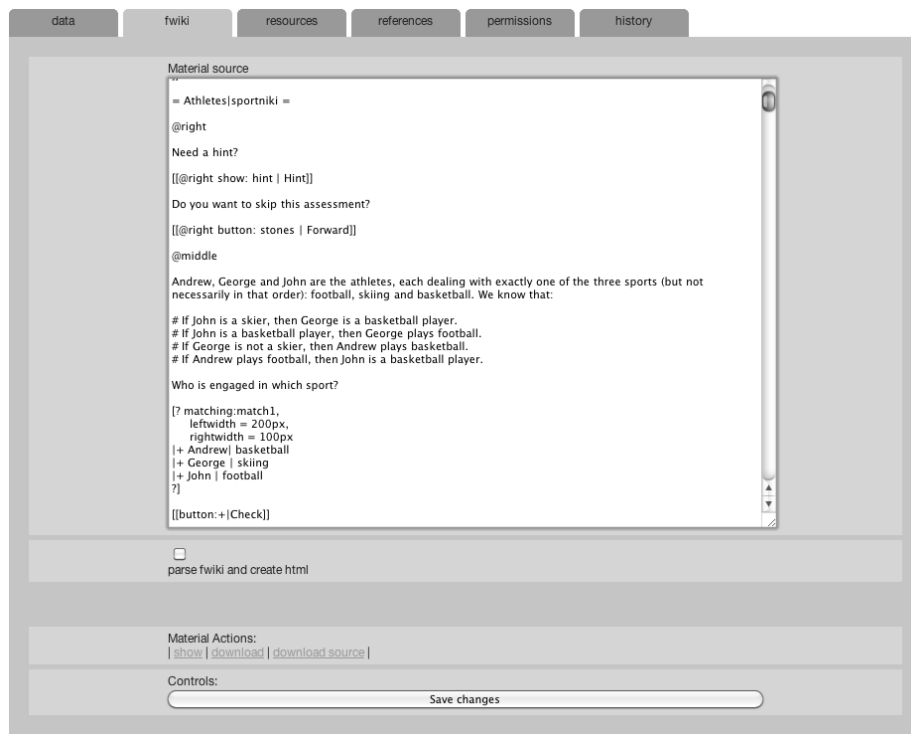 data fwiki resources references permissions history
Material source
= Athletes|sportniki =
@right
Need a hint?
[[@right show: hint | Hint]]
Do you want to skip this assessment?
[[@right button: stones | Forward]]
@middle
Andrew, George and John are the athletes, each dealing with exactly one of the three sports (but not
necessarily in that order): football, skiing and basketball. We know that:
# If John is a skier, then George is a basketball player.
# If John is a basketball player, then George plays football.
# If George is not a skier, then Andrew plays basketball.
# If Andrew plays football, then John is a basketball player.
Who is engaged in which sport?
[? matching:match1,
leftwidth = 200px,
rightwidth = 100px
|+ Andrew| basketball
|+ George | skiing
|+ John | football
?]
[[button:+|Check]]
parse fwiki and create html
Material Actions:
| show | download | download source |
Controls:
Save changes